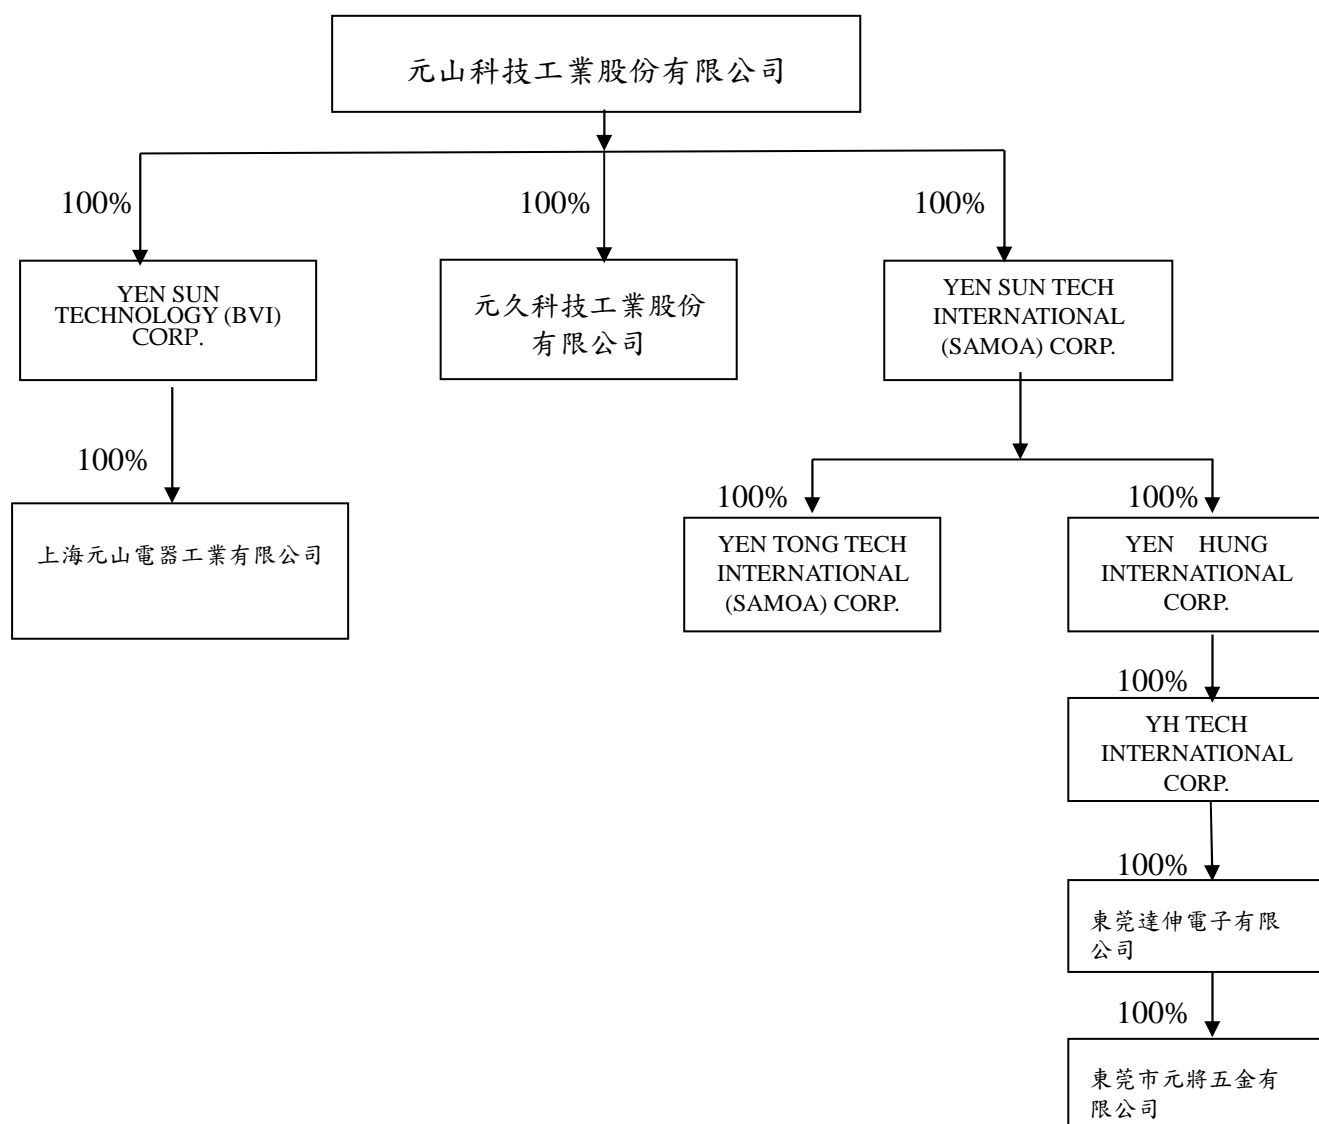 元山科技工業股份有限公司
100%
100%
100%
YEN SUN
TECHNOLOGY (BVI)
CORP.
元久科技工業股份
有限公司
YEN SUN TECH
INTERNATIONAL
(SAMOA) CORP.
100%
上海元山電器工業有限公司
100%
100%
YEN TONG TECH
INTERNATIONAL
(SAMOA) CORP.
YEN HUNG
INTERNATIONAL
CORP.
100%
YH TECH
INTERNATIONAL
CORP.
100%
東莞達伸電子有限
公司
100%
東莞市元將五金有
限公司